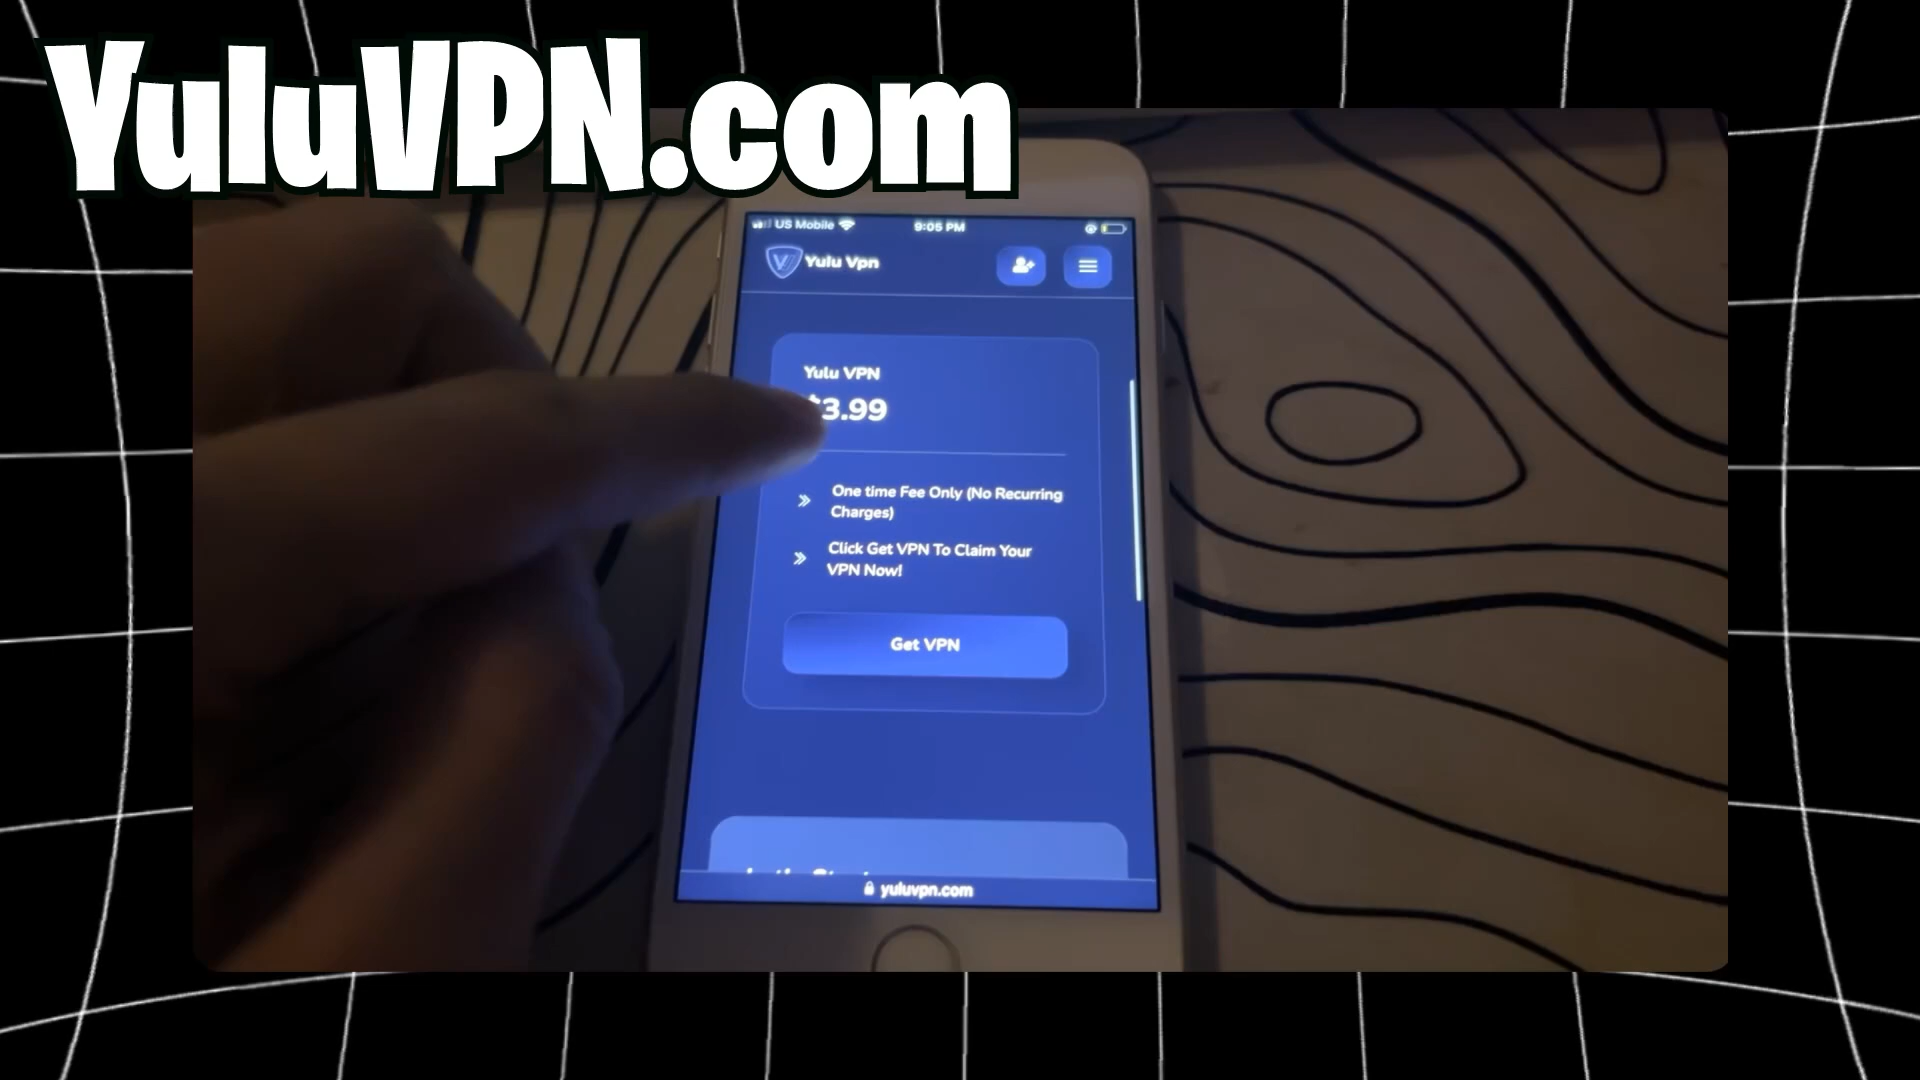 YuluVPN.com
US Mobile
9:05 PM
Yulu Vpn
Yulu VPN
$3.99
One time Fee Only (No Recurring
Charges)
Click Get VPN To Claim Your
VPN Now!
Get VPN
yuluvpn.com